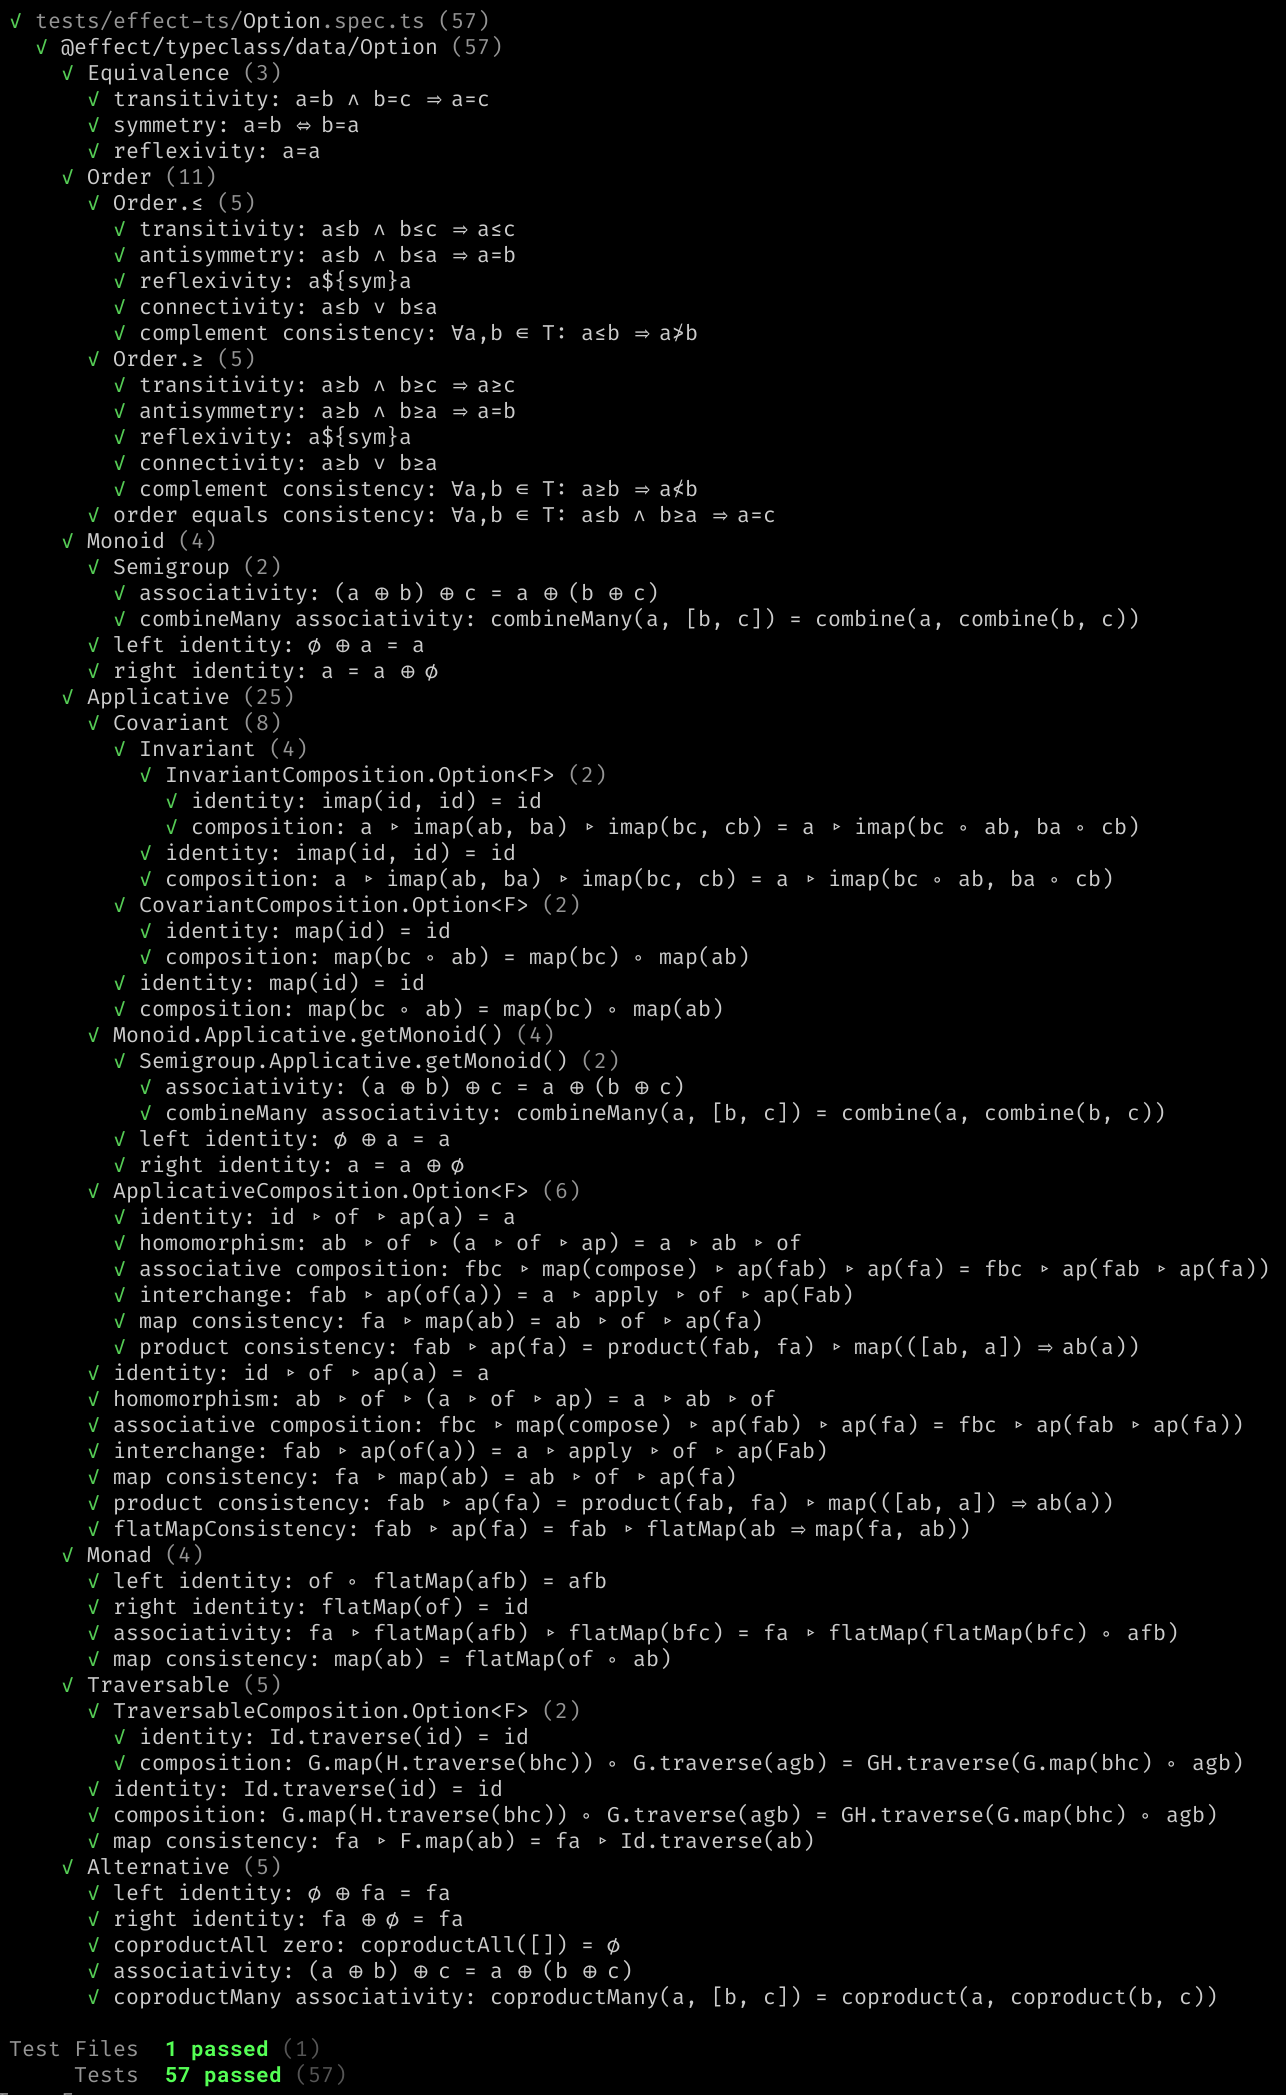 √ tests/effect-ts/Option.spec.ts (57)
√ @effect/typeclass/data/Option (57)
√ Equivalence (3)
√ transitivity: a=b ∧ b=c ⇒ a=c
√ symmetry: a=b ⇔ b=a
√ reflexivity: a=a
√ Order (11)
√ Order.≤ (5)
√ transitivity: a≤b ∧ b≤c ⇒ a≤c
√ antisymmetry: a≤b ∧ b≤a ⇒ a=b
√ reflexivity: a${sym}a
√ connectivity: a≤b ∨ b≤a
√ complement consistency: ∀a,b ∈ T: a≤b ⇒ a≯b
√ Order.≥ (5)
√ transitivity: a≥b ∧ b≥c ⇒ a≥c
√ antisymmetry: a≥b ∧ b≥a ⇒ a=b
√ reflexivity: a${sym}a
√ connectivity: a≥b ∨ b≥a
√ complement consistency: ∀a,b ∈ T: a≥b ⇒ a≮b
√ order equals consistency: ∀a,b ∈ T: a≤b ∧ b≥a ⇒ a=c
√ Monoid (4)
√ Semigroup (2)
√ associativity: (a ⊕ b) ⊕ c = a ⊕ (b ⊕ c)
√ combineMany associativity: combineMany(a, [b, c]) = combine(a, combine(b, c))
√ left identity: ∅ ⊕ a = a
√ right identity: a = a ⊕ ∅
√ Applicative (25)
√ Covariant (8)
√ Invariant (4)
√ InvariantComposition.Option<F> (2)
√ identity: imap(id, id) = id
√ composition: a ▹ imap(ab, ba) ▹ imap(bc, cb) = a ▹ imap(bc ∘ ab, ba ∘ cb)
√ identity: imap(id, id) = id
√ composition: a ▹ imap(ab, ba) ▹ imap(bc, cb) = a ▹ imap(bc ∘ ab, ba ∘ cb)
√ CovariantComposition.Option<F> (2)
√ identity: map(id) = id
√ composition: map(bc ∘ ab) = map(bc) ∘ map(ab)
√ identity: map(id) = id
√ composition: map(bc ∘ ab) = map(bc) ∘ map(ab)
√ Monoid.Applicative.getMonoid() (4)
√ Semigroup.Applicative.getMonoid() (2)
√ associativity: (a ⊕ b) ⊕ c = a ⊕ (b ⊕ c)
√ combineMany associativity: combineMany(a, [b, c]) = combine(a, combine(b, c))
√ left identity: ∅ ⊕ a = a
√ right identity: a = a ⊕ ∅
√ ApplicativeComposition.Option<F> (6)
√ identity: id ▹ of ▹ ap(a) = a
√ homomorphism: ab ▹ of ▹ (a ▹ of ▹ ap) = a ▹ ab ▹ of
√ associative composition: fbc ▹ map(compose) ▹ ap(fab) ▹ ap(fa) = fbc ▹ ap(fab ▹ ap(fa))
√ interchange: fab ▹ ap(of(a)) = a ▹ apply ▹ of ▹ ap(Fab)
√ map consistency: fa ▹ map(ab) = ab ▹ of ▹ ap(fa)
√ product consistency: fab ▹ ap(fa) = product(fab, fa) ▹ map(([ab, a]) ⇒ ab(a))
√ identity: id ▹ of ▹ ap(a) = a
√ homomorphism: ab ▹ of ▹ (a ▹ of ▹ ap) = a ▹ ab ▹ of
√ associative composition: fbc ▹ map(compose) ▹ ap(fab) ▹ ap(fa) = fbc ▹ ap(fab ▹ ap(fa))
√ interchange: fab ▹ ap(of(a)) = a ▹ apply ▹ of ▹ ap(Fab)
√ map consistency: fa ▹ map(ab) = ab ▹ of ▹ ap(fa)
√ product consistency: fab ▹ ap(fa) = product(fab, fa) ▹ map(([ab, a]) ⇒ ab(a))
√ flatMapConsistency: fab ▹ ap(fa) = fab ▹ flatMap(ab ⇒ map(fa, ab))
√ Monad (4)
√ left identity: of ∘ flatMap(afb) = afb
√ right identity: flatMap(of) = id
√ associativity: fa ▹ flatMap(afb) ▹ flatMap(bfc) = fa ▹ flatMap(flatMap(bfc) ∘ afb)
√ map consistency: map(ab) = flatMap(of ∘ ab)
√ Traversable (5)
√ TraversableComposition.Option<F> (2)
√ identity: Id.traverse(id) = id
√ composition: G.map(H.traverse(bhc)) ∘ G.traverse(agb) = GH.traverse(G.map(bhc) ∘ agb)
√ identity: Id.traverse(id) = id
√ composition: G.map(H.traverse(bhc)) ∘ G.traverse(agb) = GH.traverse(G.map(bhc) ∘ agb)
√ map consistency: fa ▹ F.map(ab) = fa ▹ Id.traverse(ab)
√ Alternative (5)
√ left identity: ∅ ⊕ fa = fa
√ right identity: fa ⊕ ∅ = fa
√ coproductAll zero: coproductAll([]) = ∅
√ associativity: (a ⊕ b) ⊕ c = a ⊕ (b ⊕ c)
√ coproductMany associativity: coproductMany(a, [b, c]) = coproduct(a, coproduct(b, c))
Test Files 1 passed (1)
Tests 57 passed (57)